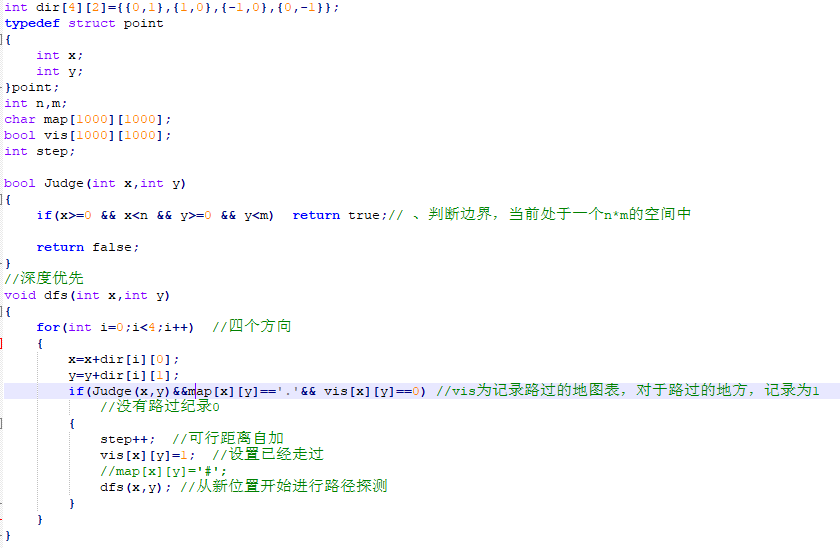 int dir[4][2]={{0,1},{1,0},{-1,0},{0,-1}};
typedef struct point
{
    int x;
    int y;
}point;
int n,m;
char map[1000][1000];
bool vis[1000][1000];
int step;

bool Judge(int x,int y)
{
    if(x>=0 && x<n && y>=0 && y<m)  return true;// 、判断边界，当前处于一个n*m的空间中

    return false;
}
//深度优先
void dfs(int x,int y)
{
    for(int i=0;i<4;i++)  //四个方向
    {
        x=x+dir[i][0];
        y=y+dir[i][1];
        if(Judge(x,y)&&map[x][y]=='.'&& vis[x][y]==0) //vis为记录路过的地图表，对于路过的地方，记录为1
            //没有路过纪录0
        {
            step++;  //可行距离自加
            vis[x][y]=1;  //设置已经走过
            //map[x][y]='#';
            dfs(x,y); //从新位置开始进行路径探测
        }
    }
}